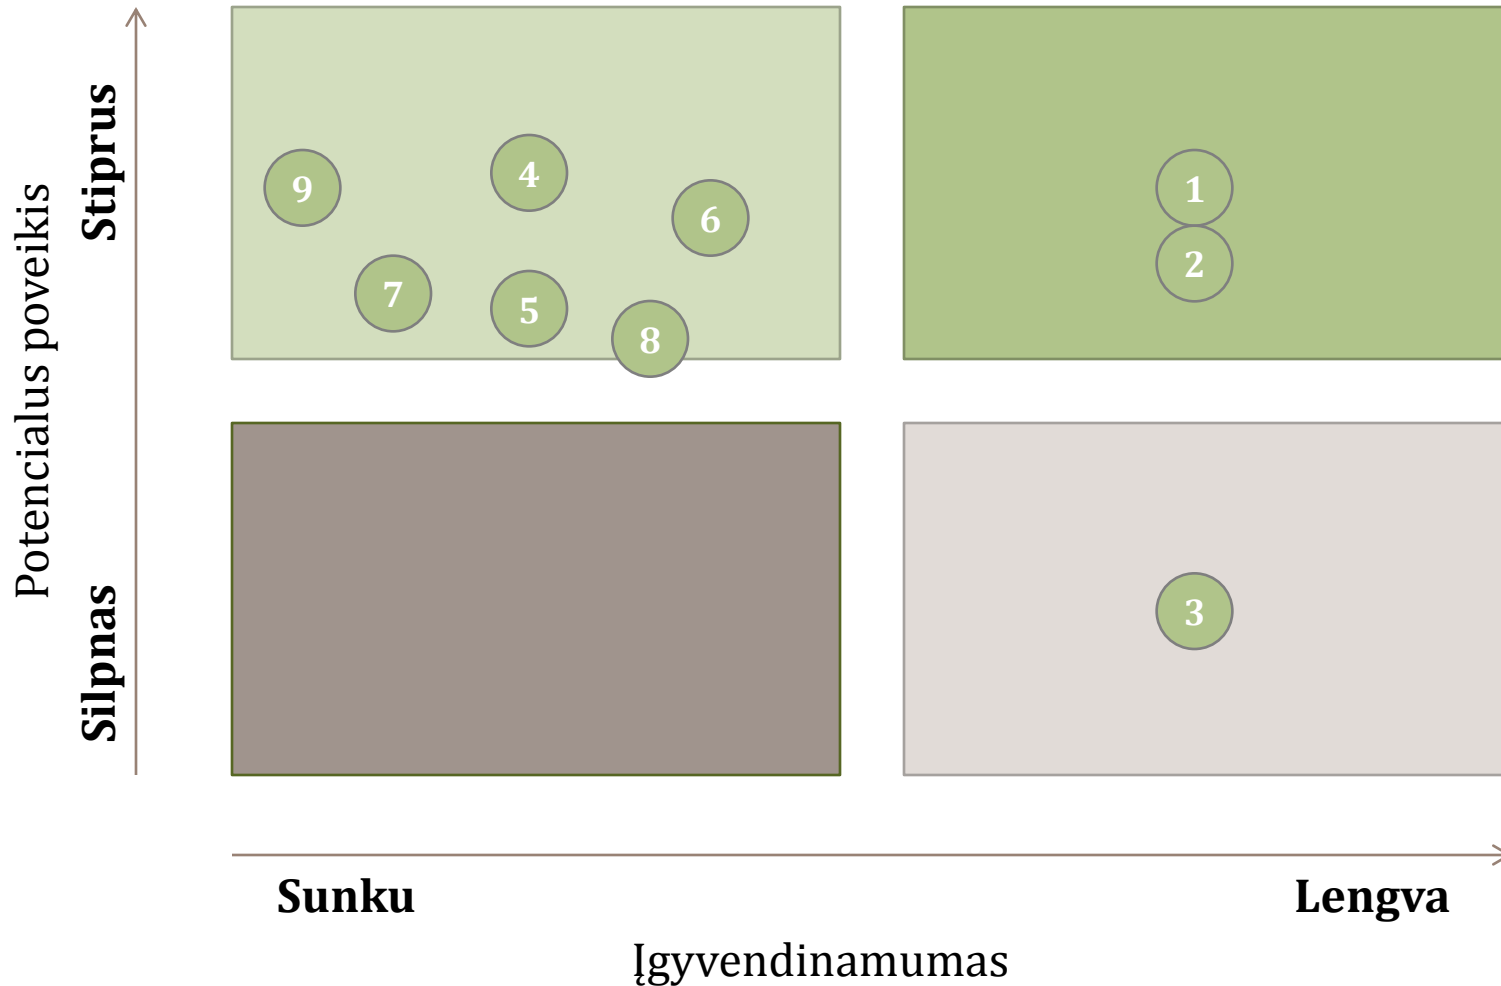 Potencialus poveikis
Stiprus
Silpnas
9
4
6
7
5
8
1
2
3
Sunku
Lengva
Įgyvendinamumas